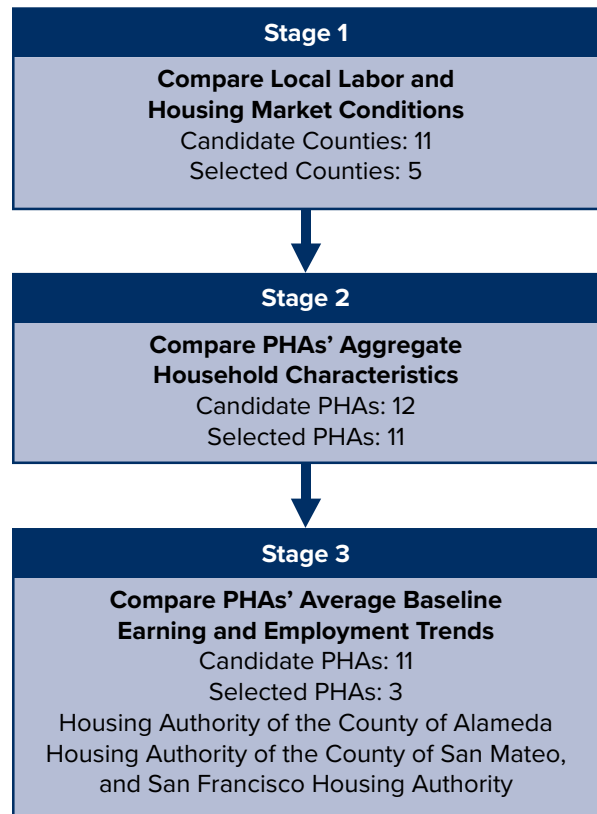 Stage 1
Compare Local Labor and
Housing Market Conditions
Candidate Counties: 11
Selected Counties: 5
Stage 2
Compare PHAs’ Aggregate
Household Characteristics
Candidate PHAs: 12
Selected PHAs: 11
Stage 3
Compare PHAs’ Average Baseline
Earning and Employment Trends
Candidate PHAs: 11
Selected PHAs: 3
Housing Authority of the County of Alameda
Housing Authority of the County of San Mateo,
and San Francisco Housing Authority